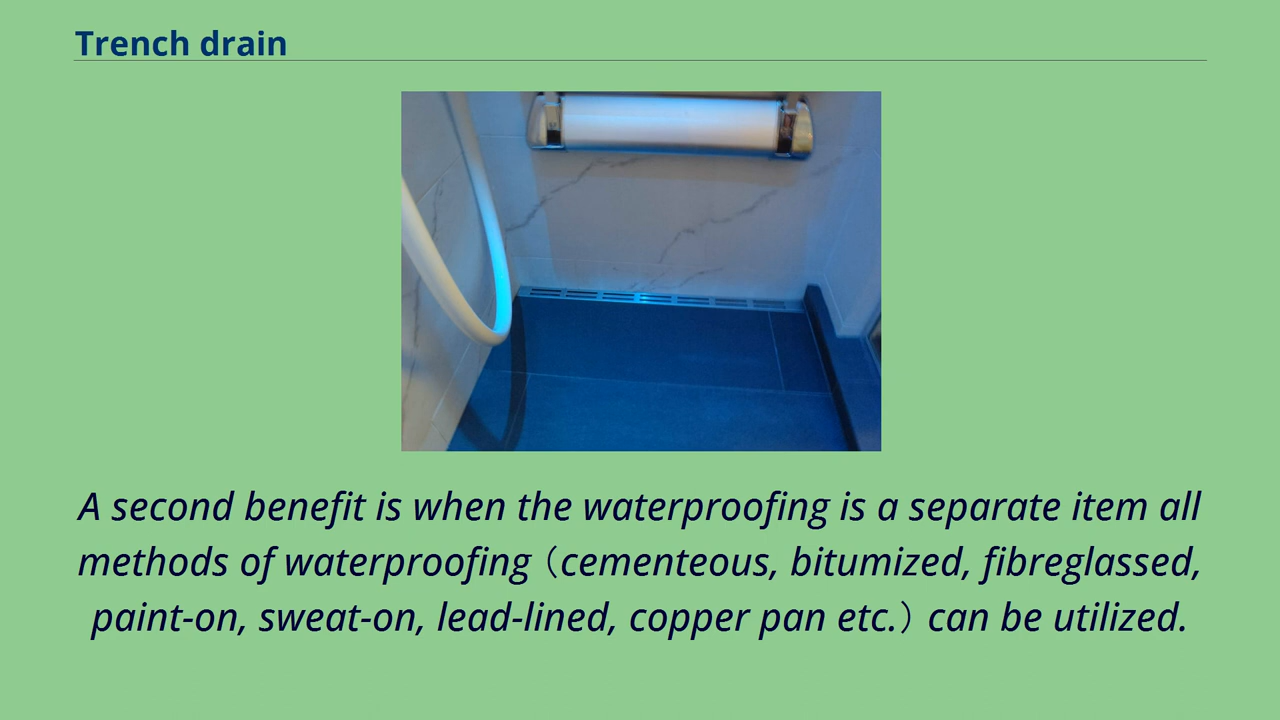 Trench drain
A second benefit is when the waterproofing is a separate item all
methods of waterproofing （cementeous, bitumized, fibreglassed,
paint-on, sweat-on, lead-lined, copper pan etc.） can be utilized.